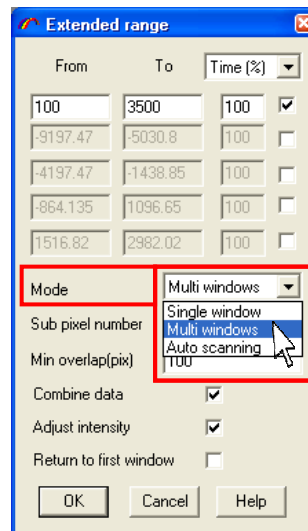 Extended range
From To Time (%)
100 3500 100
-9197.47 -5030.8 100
-4197.47 -1438.85 100
-864.135 1096.65 100
1516.82 2982.02 100
Mode Multi windows
Single window
Sub pixel number Multi windows
Auto scanning
Min overlap(pix) 100
Combine data
Adjust intensity
Return to first window
OK Cancel Help